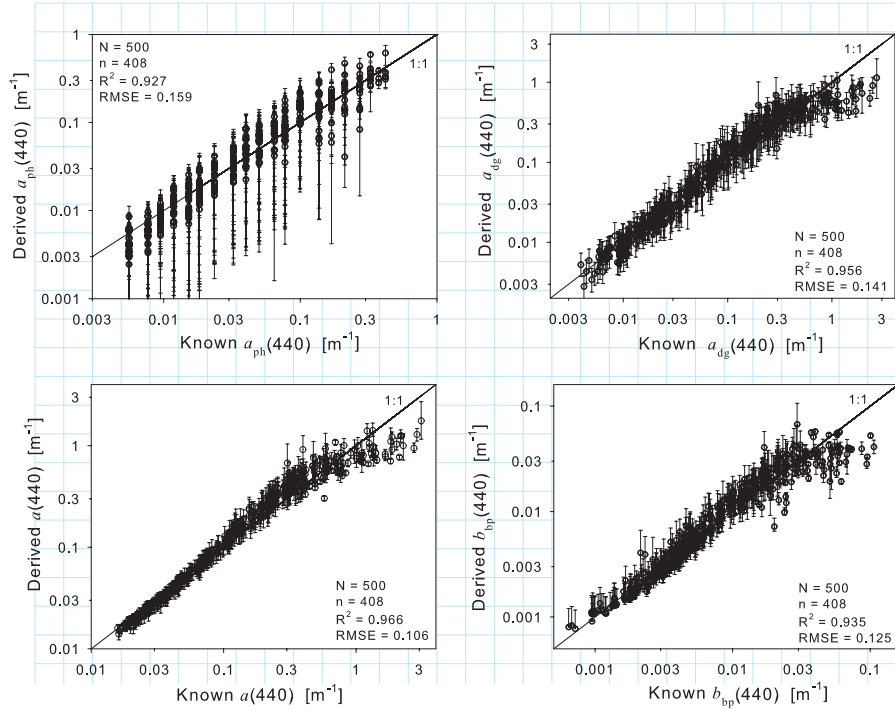 1
0.3
0.1
0.03
0.01
0.003
0.001
N = 500
n = 408
R² = 0.927
RMSE = 0.159
1:1
Derived aph(440) [m-1]
0.003 0.01 0.03 0.1 0.3 1
Known aph(440) [m-1]
3
1
0.3
0.1
0.03
0.01
0.003
1:1
N = 500
n = 408
R² = 0.956
RMSE = 0.141
Derived adg(440) [m-1]
0.003 0.01 0.03 0.1 0.3 1 3
Known adg(440) [m-1]
3
1
0.3
0.1
0.03
0.01
1:1
N = 500
n = 408
R² = 0.966
RMSE = 0.106
Derived a(440) [m-1]
0.01 0.03 0.1 0.3 1 3
Known a(440) [m-1]
0.1
0.03
0.01
0.003
0.001
1:1
N = 500
n = 408
R² = 0.935
RMSE = 0.125
Derived bbp(440) [m-1]
0.001 0.003 0.01 0.03 0.1
Known bbp(440) [m-1]